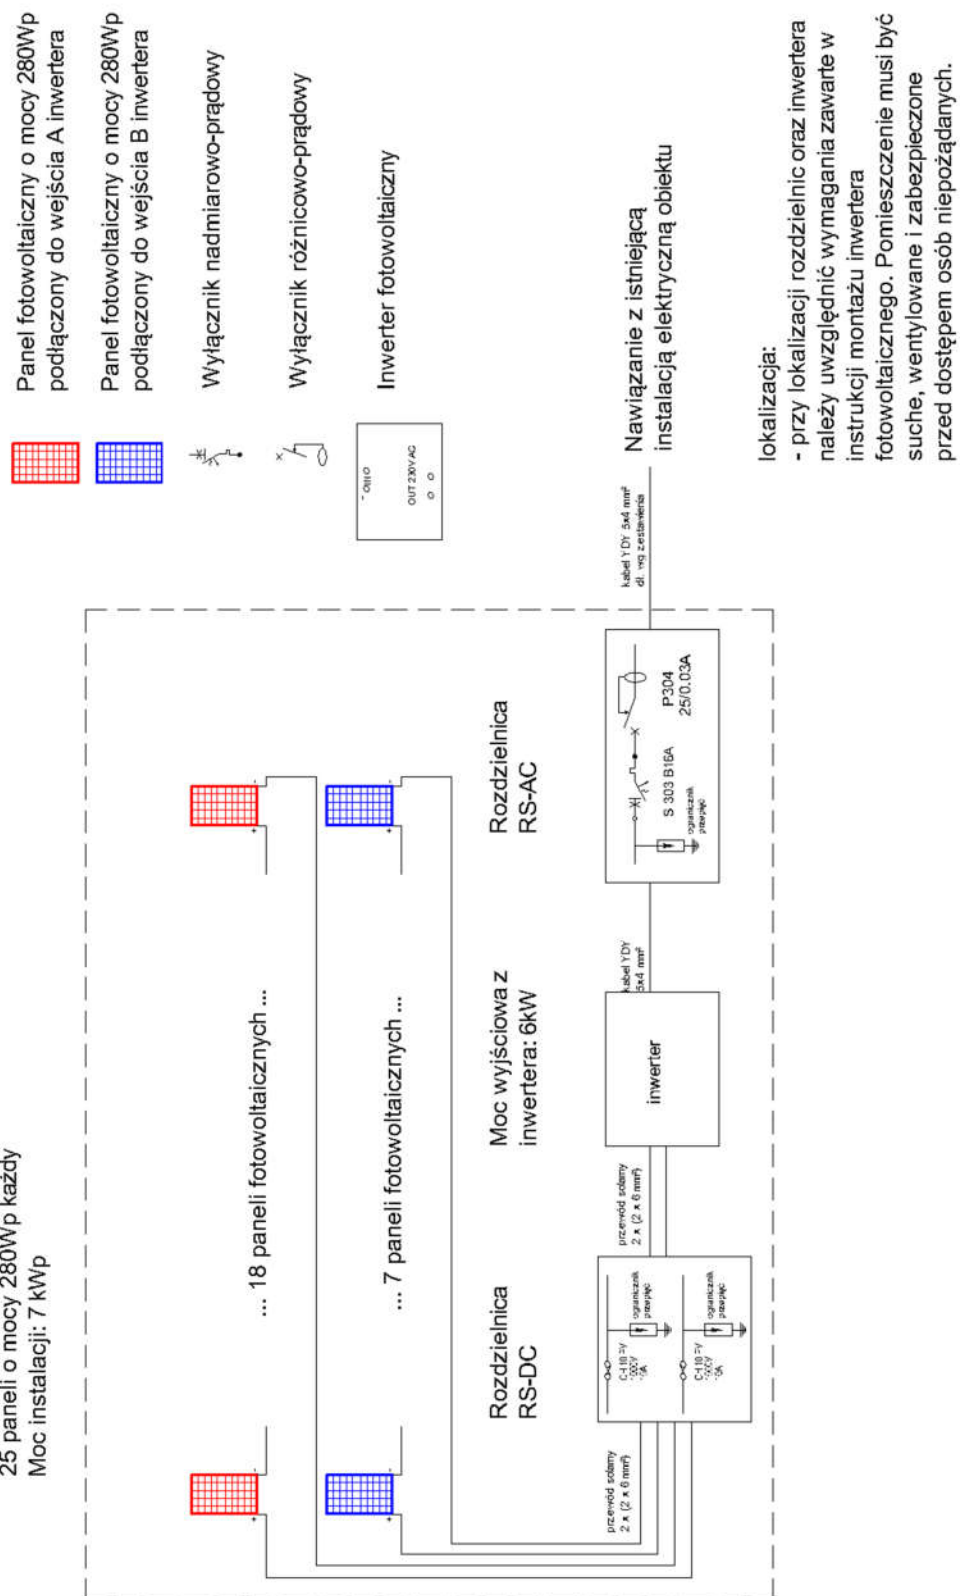 25 paneli o mocy 280Wp każdy
Moc instalacji: 7 kWp
... 18 paneli fotowoltaicznych ...
... 7 paneli fotowoltaicznych ...
+
-
+
-
+
-
+
-
Rozdzielnica
RS-DC
Moc wyjściowa z
inwertera: 6kW
Rozdzielnica
RS-AC
przewód solarny
2 x (2 x 6 mm²)
ogranicznik
przepięć
ogranicznik
przepięć
przewód solarny
2 x (2 x 6 mm²)
inwerter
kabel YDY
5x4 mm²
S 303 B16A
ogranicznik
przepięć
P304
25/0.03A
kabel YDY 5x4 mm²
dł. wg zestawienia
Nawiązanie z istniejącą
instalacją elektryczną obiektu
Panel fotowoltaiczny o mocy 280Wp
podłączony do wejścia A inwertera
Panel fotowoltaiczny o mocy 280Wp
podłączony do wejścia B inwertera
Wyłącznik nadmiarowo-prądowy
Wyłącznik różnicowo-prądowy
OUT 230V AC
Inwerter fotowoltaiczny
lokalizacja:
- przy lokalizacji rozdzielnic oraz inwertera
należy uwzględnić wymagania zawarte w
instrukcji montażu inwertera
fotowoltaicznego. Pomieszczenie musi być
suche, wentylowane i zabezpieczone
przed dostępem osób niepożądanych.